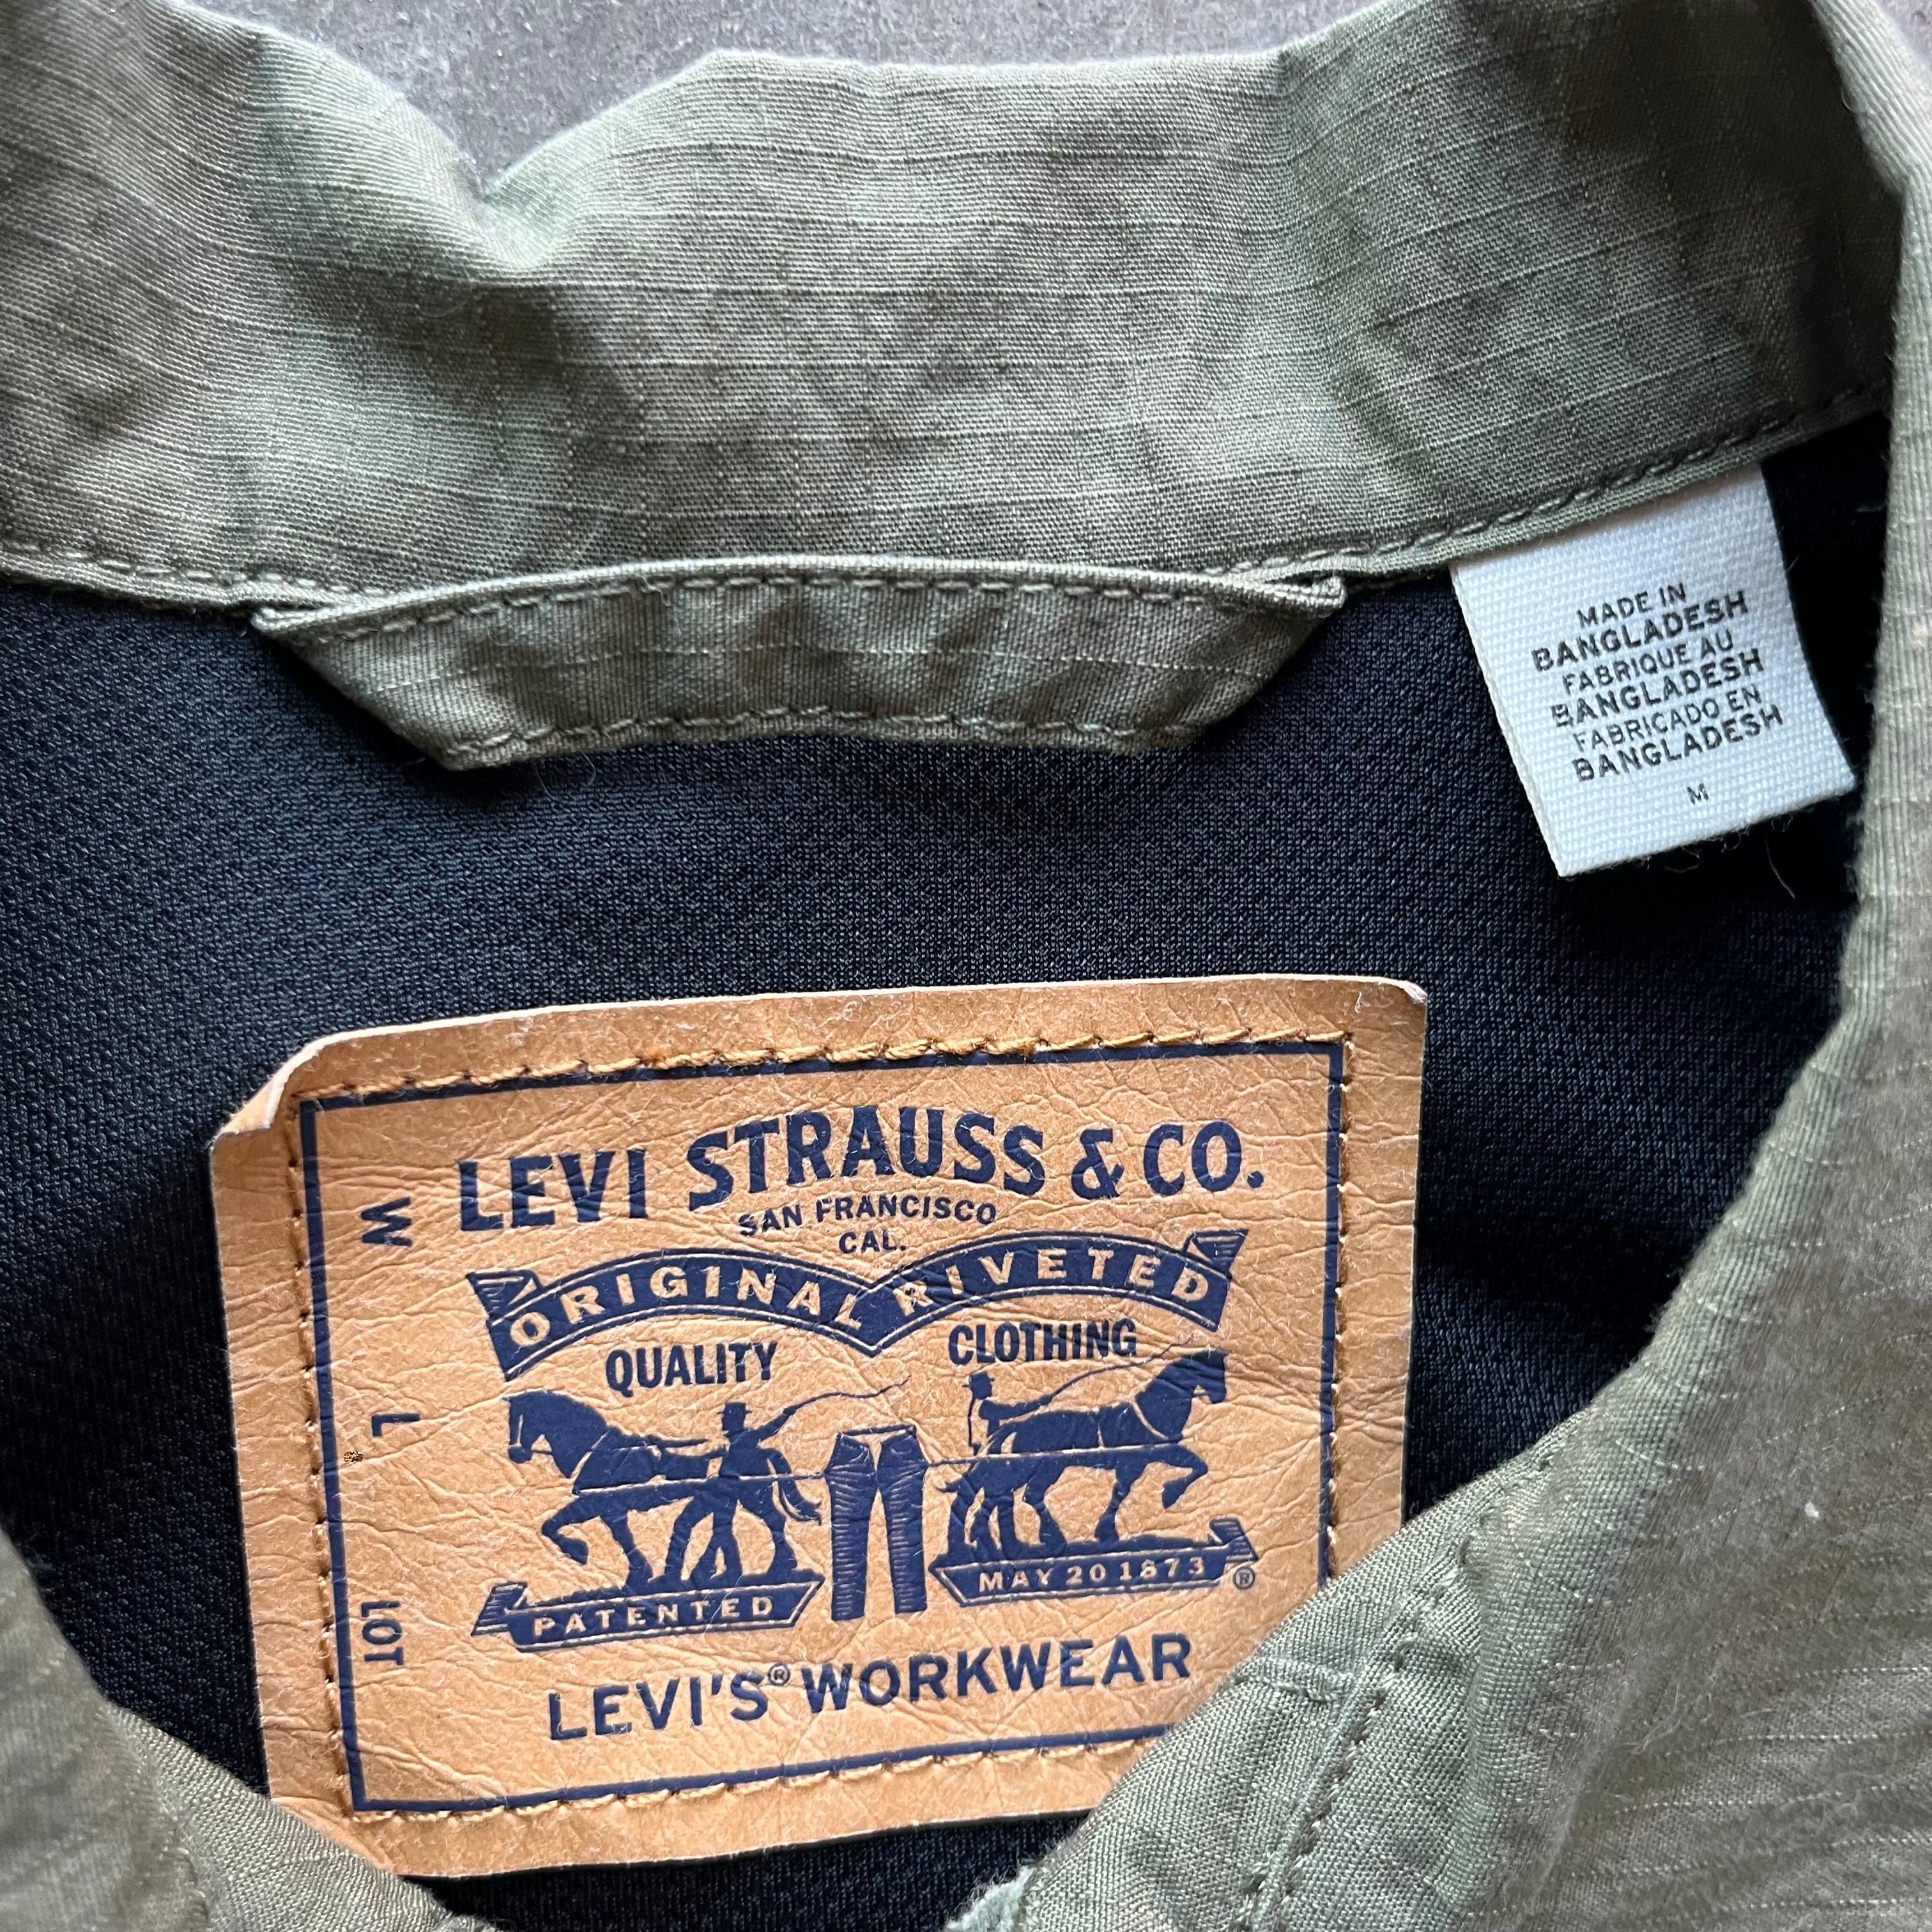 MADE IN
BANGLADESH
FABRIQUE AU
BANGLADESH
FABRICADO EN
BANGLADESH
M
LEVI STRAUSS & CO.
SAN FRANCISCO
CAL.
ORIGINAL RIVETED
QUALITY CLOTHING
PATENTED MAY 20 1873 ®
LEVI'S® WORKWEAR
W
L
LOT